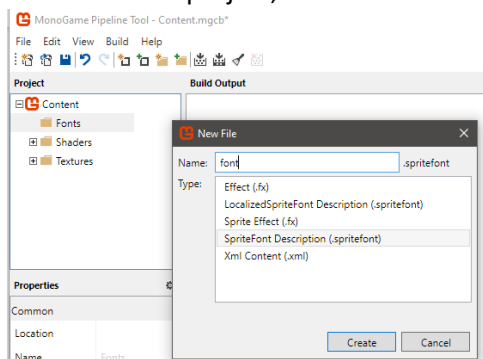 MonoGame Pipeline Tool - Content.mgcb*
File Edit View Build Help
Project Build Output
Content
Fonts
Shaders
Textures
New File
Name: font .spritefont
Type: Effect (.fx)
LocalizedSpriteFont Description (.spritefont)
Sprite Effect (.fx)
SpriteFont Description (.spritefont)
Xml Content (.xml)
Properties
Common
Location
Name Fonts
Create Cancel